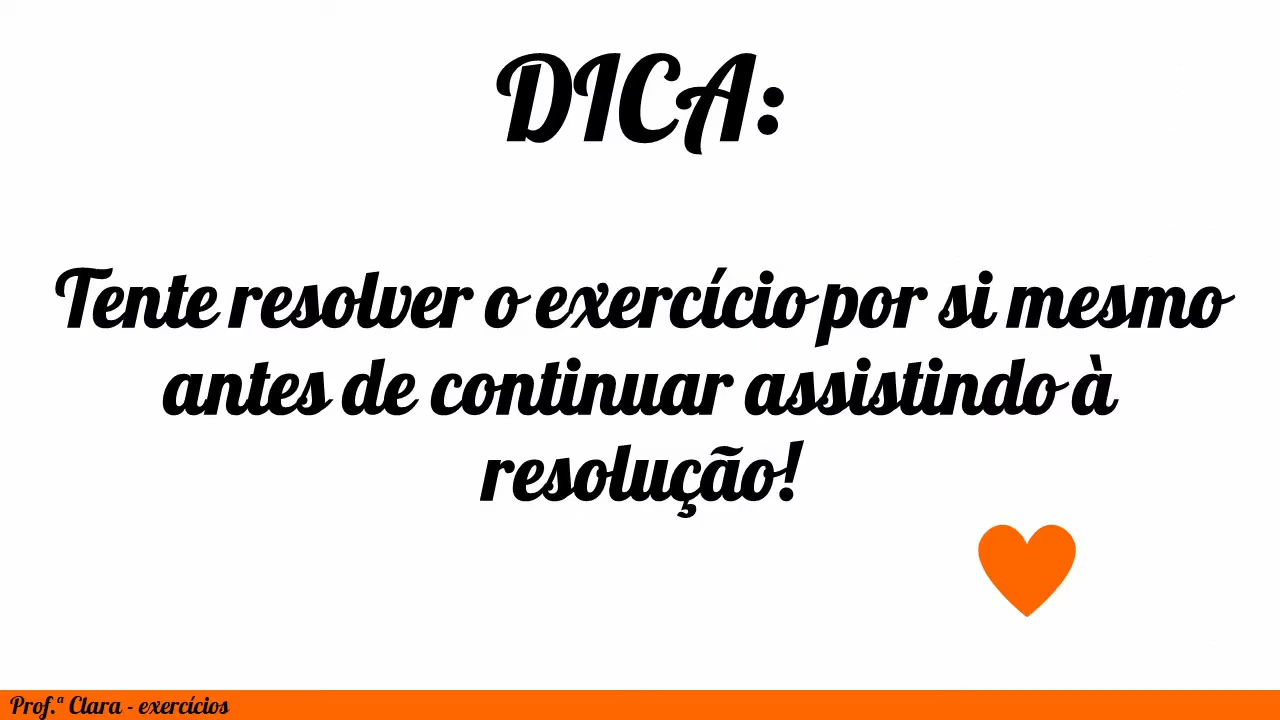 DICA:
Tente resolver o exercício por si mesmo
antes de continuar assistindo à
resolução!
Prof.ª Clara - exercícios